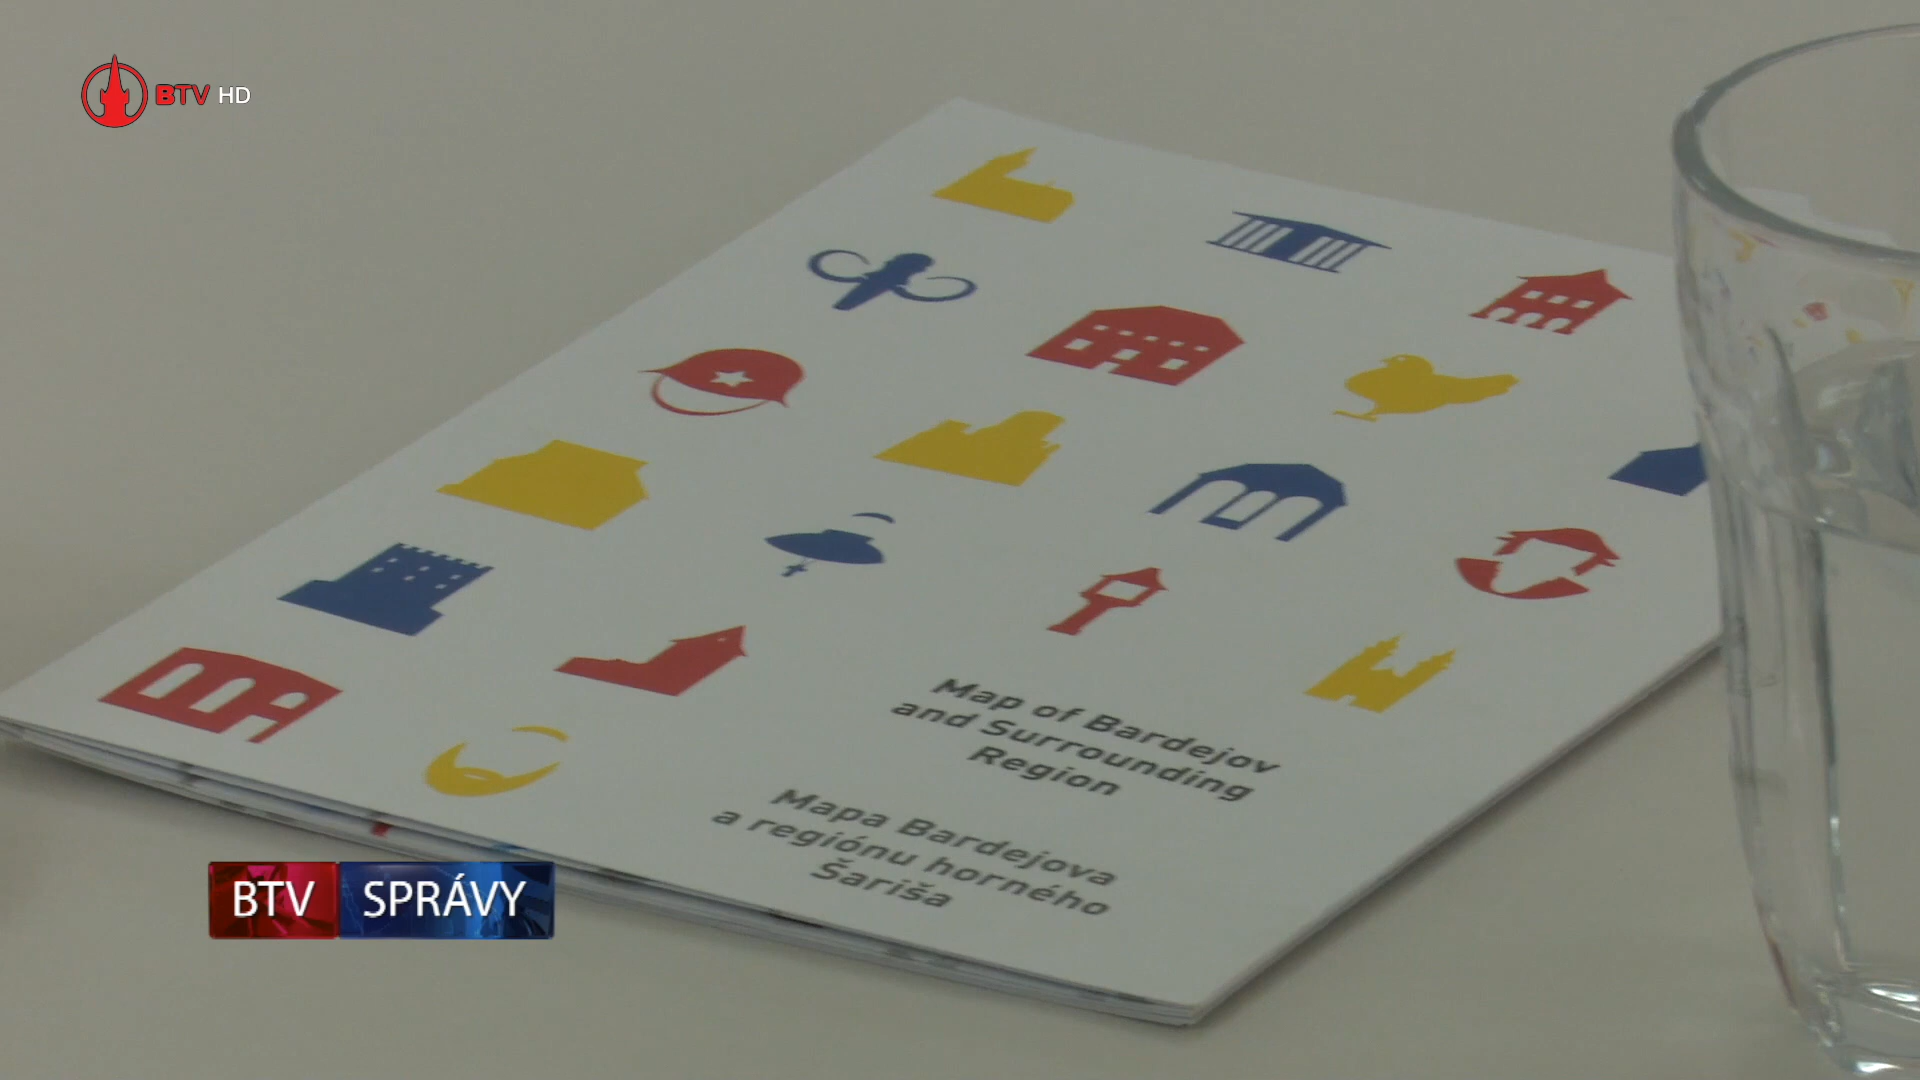 BTV HD
Map of Bardejov
and Surrounding
Region
Mapa Bardejova
a regiónu horného
Šariša
BTV SPRÁVY